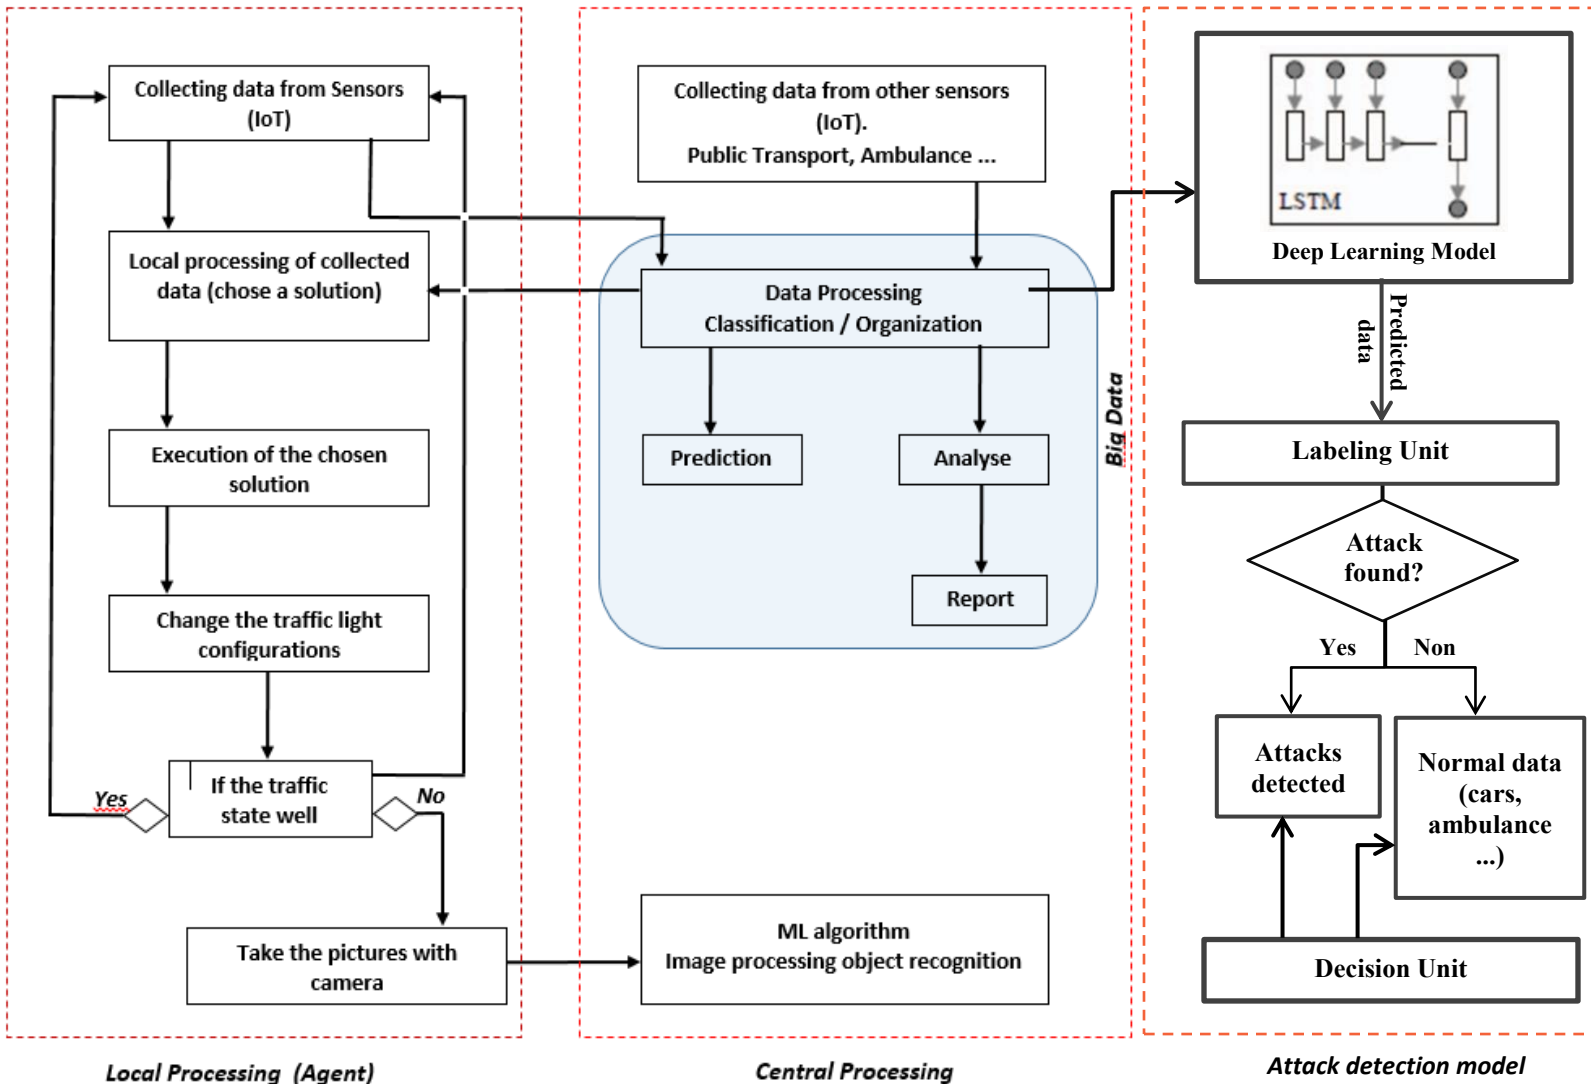 Collecting data from Sensors
(IoT)
Local processing of collected
data (chose a solution)
Execution of the chosen
solution
Change the traffic light
configurations
If the traffic
state well
Yes
No
Take the pictures with
camera
Local Processing (Agent)
Collecting data from other sensors
(IoT).
Public Transport, Ambulance ...
Data Processing
Classification / Organization
Prediction
Analyse
Report
Big Data
ML algorithm
Image processing object recognition
Central Processing
LSTM
Deep Learning Model
Predicted
data
Labeling Unit
Attack
found?
Yes
Non
Attacks
detected
Normal data
(cars,
ambulance
...)
Decision Unit
Attack detection model